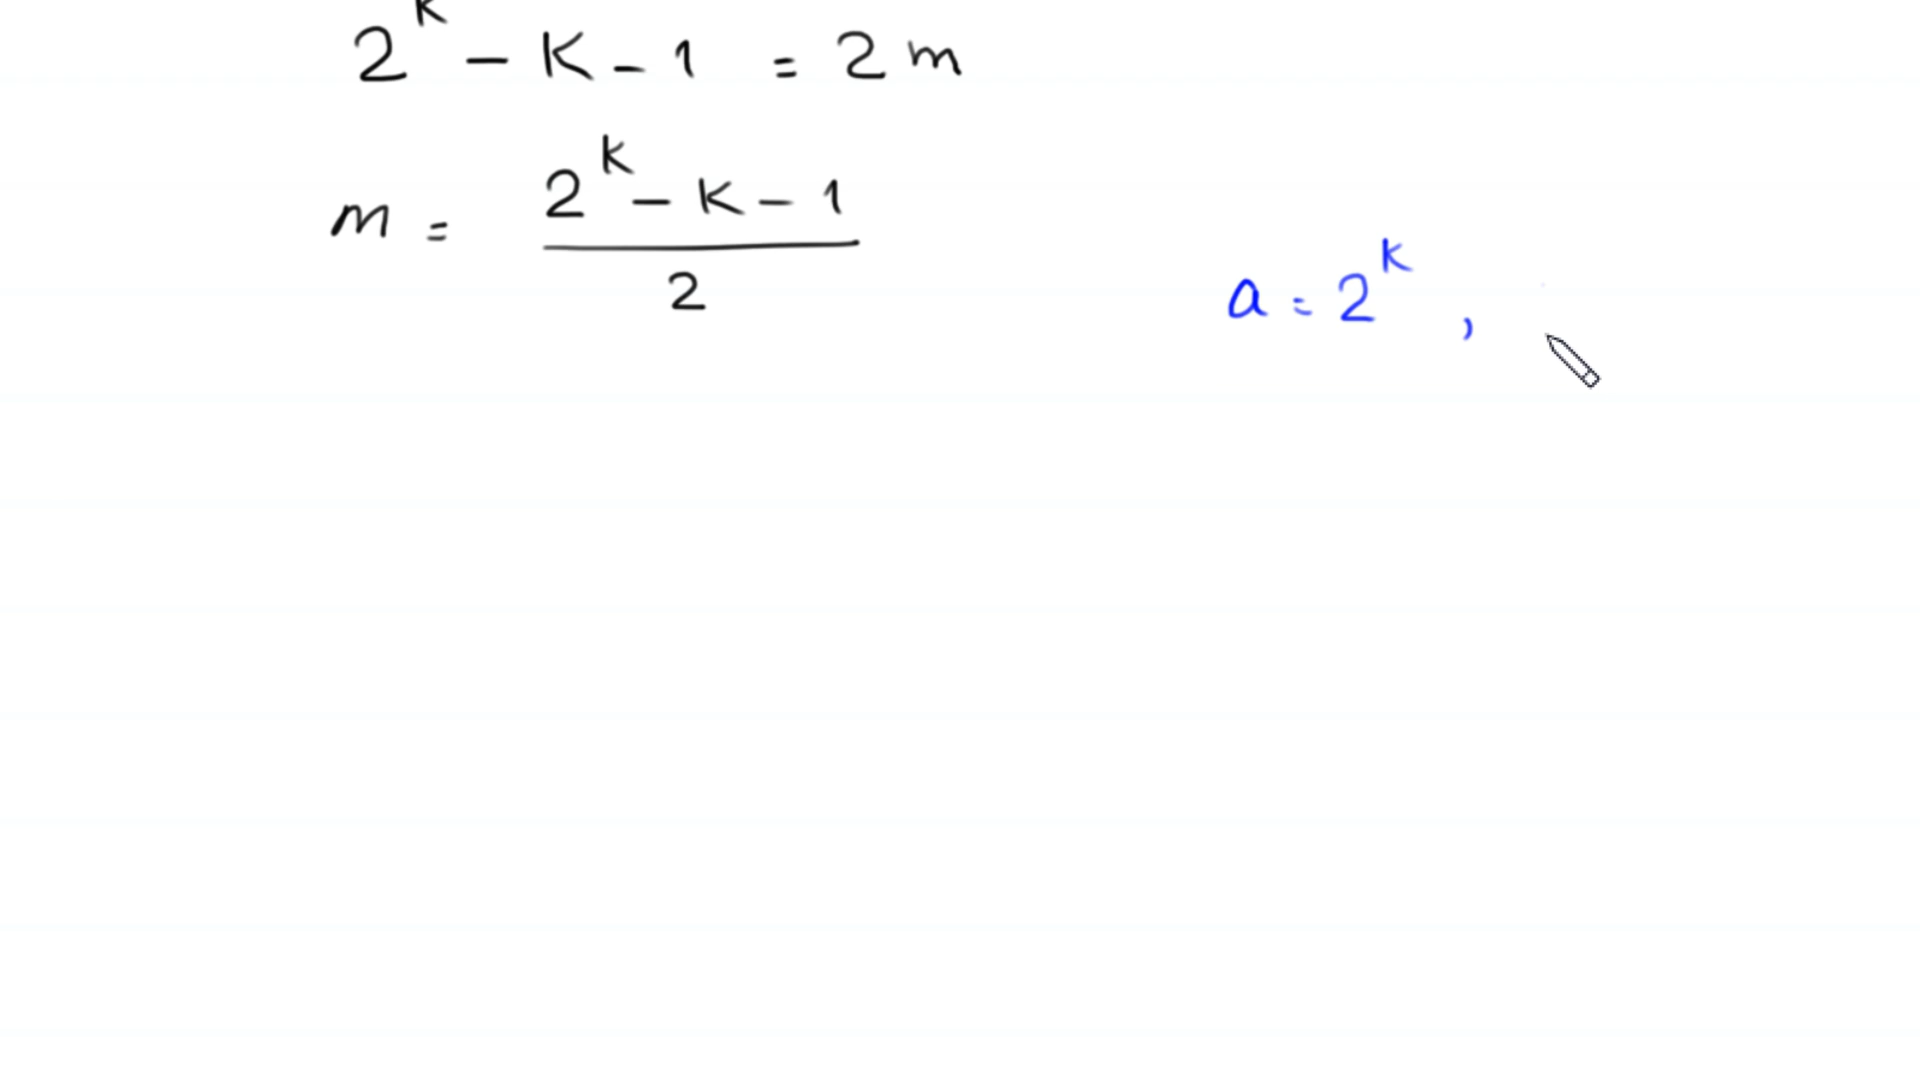 2^k - k - 1 = 2m
m = (2^k - k - 1)/2
a = 2^k ,